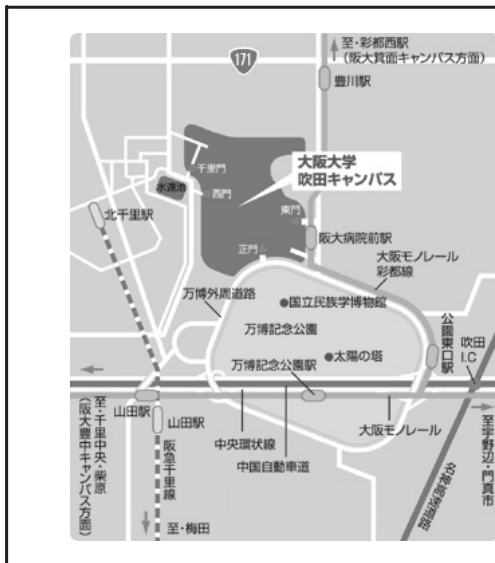 至・彩都西駅
(阪大箕面キャンパス方面)
171
豊川駅
大阪大学
吹田キャンパス
千里門
水遠池
西門
東門
北千里駅
阪大病院前駅
正門
大阪モノレール
彩都線
万博外周道路
国立民族学博物館
万博記念公園
公園東口駅
吹田
I.C
太陽の塔
万博記念公園駅
山田駅
山田駅
中央環状線
大阪モノレール
中国自動車道
至・千里中央・柴原
(阪大豊中キャンパス方面)
阪急千里線
至・宇野辺・門真市
名神高速道路
至・梅田